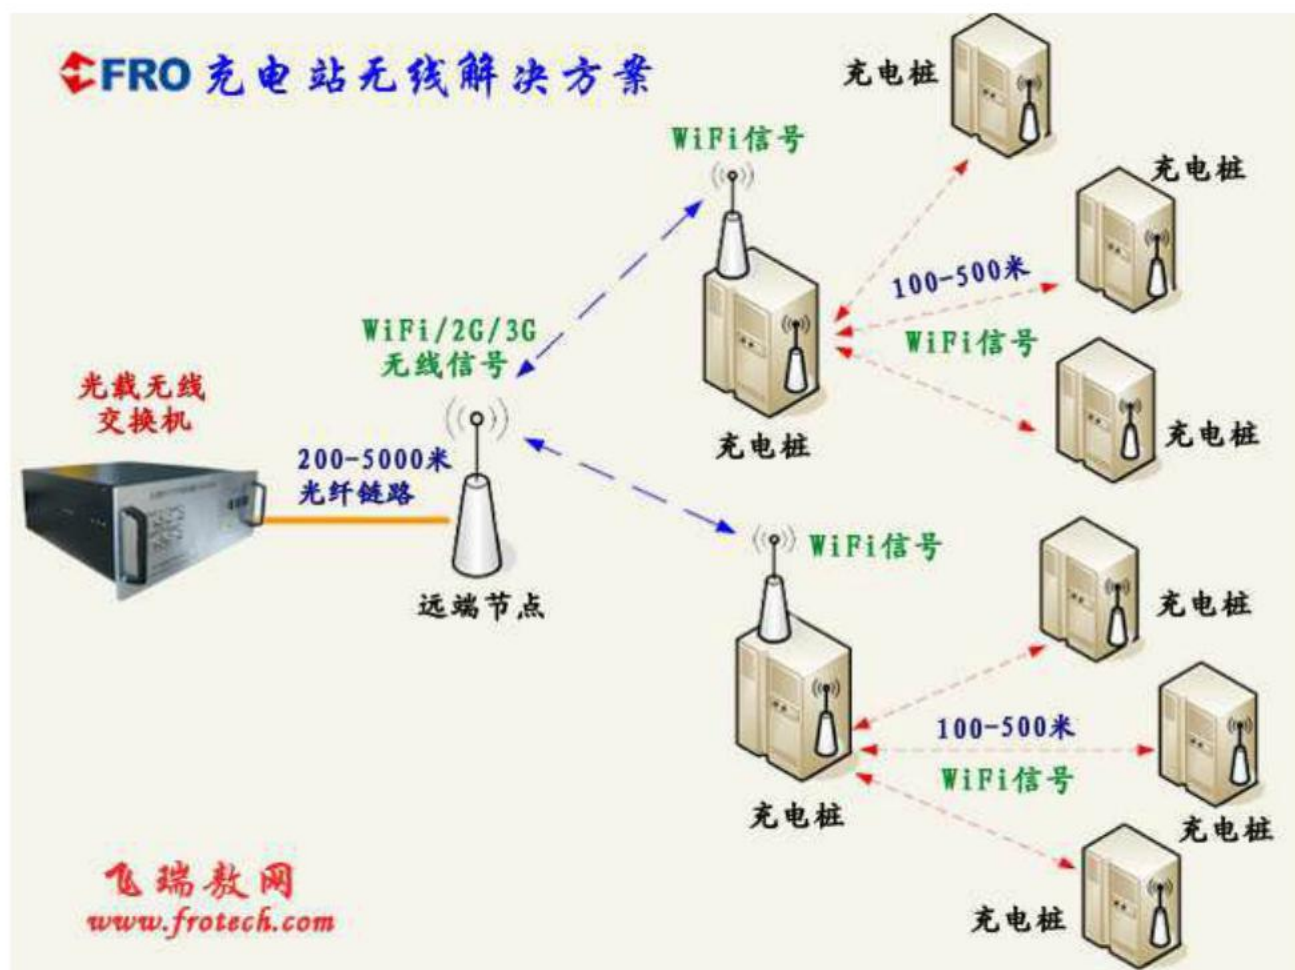 FRO 充电站无线解决方案
充电桩
WiFi信号
充电桩
100-500米
WiFi信号
WiFi/2G/3G
无线信号
光载无线
交换机
充电桩
充电桩
200-5000米
光纤链路
WiFi信号
远端节点
充电桩
100-500米
WiFi信号
充电桩
充电桩
飞瑞敖网
www.frotech.com
充电桩